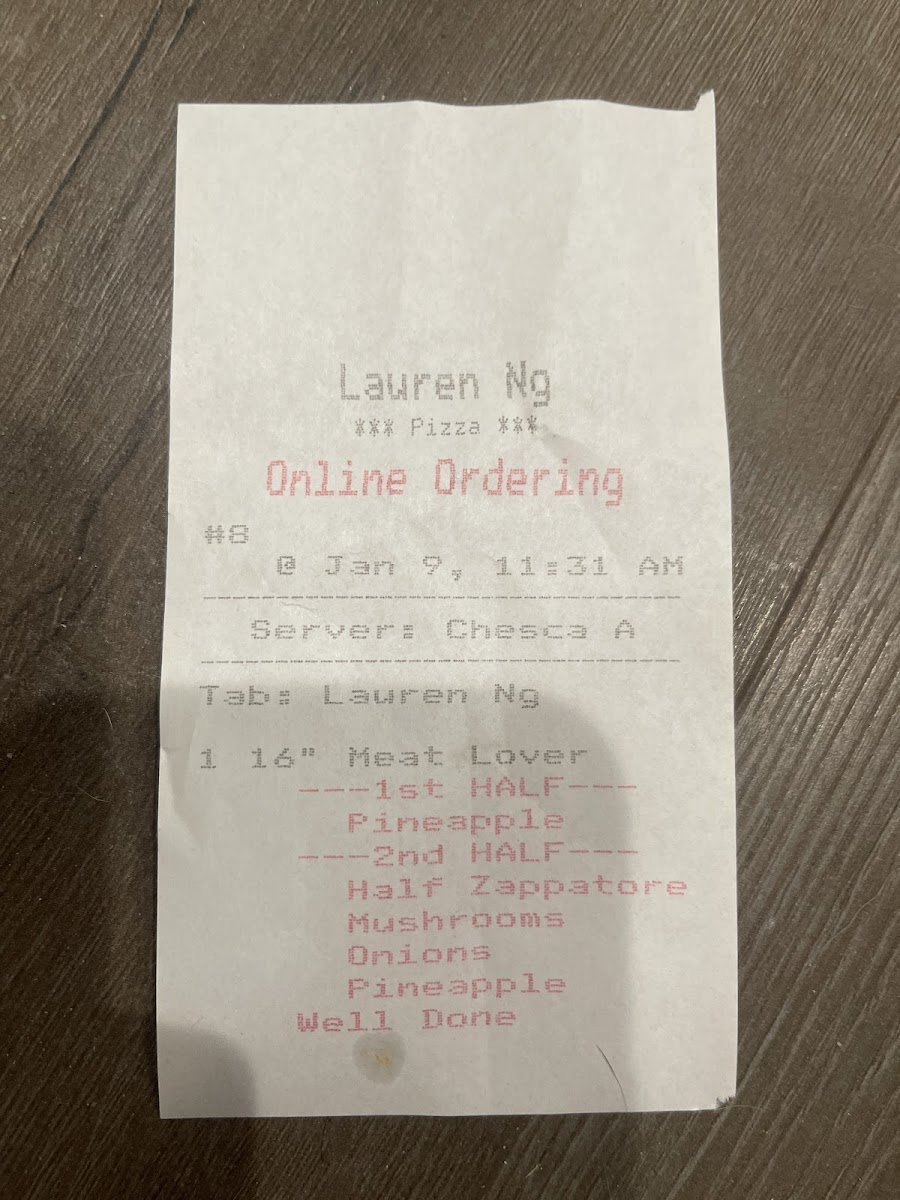 Lauren Ng
*** Pizza ***
Online Ordering
#8
@ Jan 9, 11:31 AM
Server: Chesca A
Tab: Lauren Ng
1 16" Meat Lover
---1st HALF---
Pineapple
---2nd HALF---
Half Zappatore
Mushrooms
Onions
Pineapple
Well Done